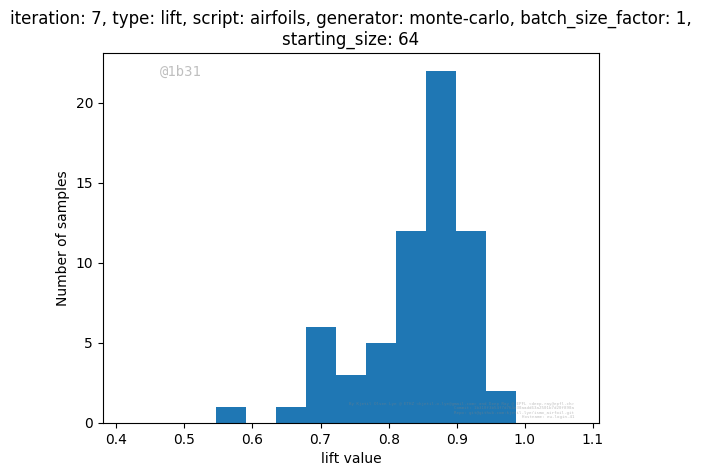 iteration: 7, type: lift, script: airfoils, generator: monte-carlo, batch_size_factor: 1,
starting_size: 64
@1b31
20
15
10
5
0
Number of samples
0.4 0.5 0.6 0.7 0.8 0.9 1.0 1.1
lift value